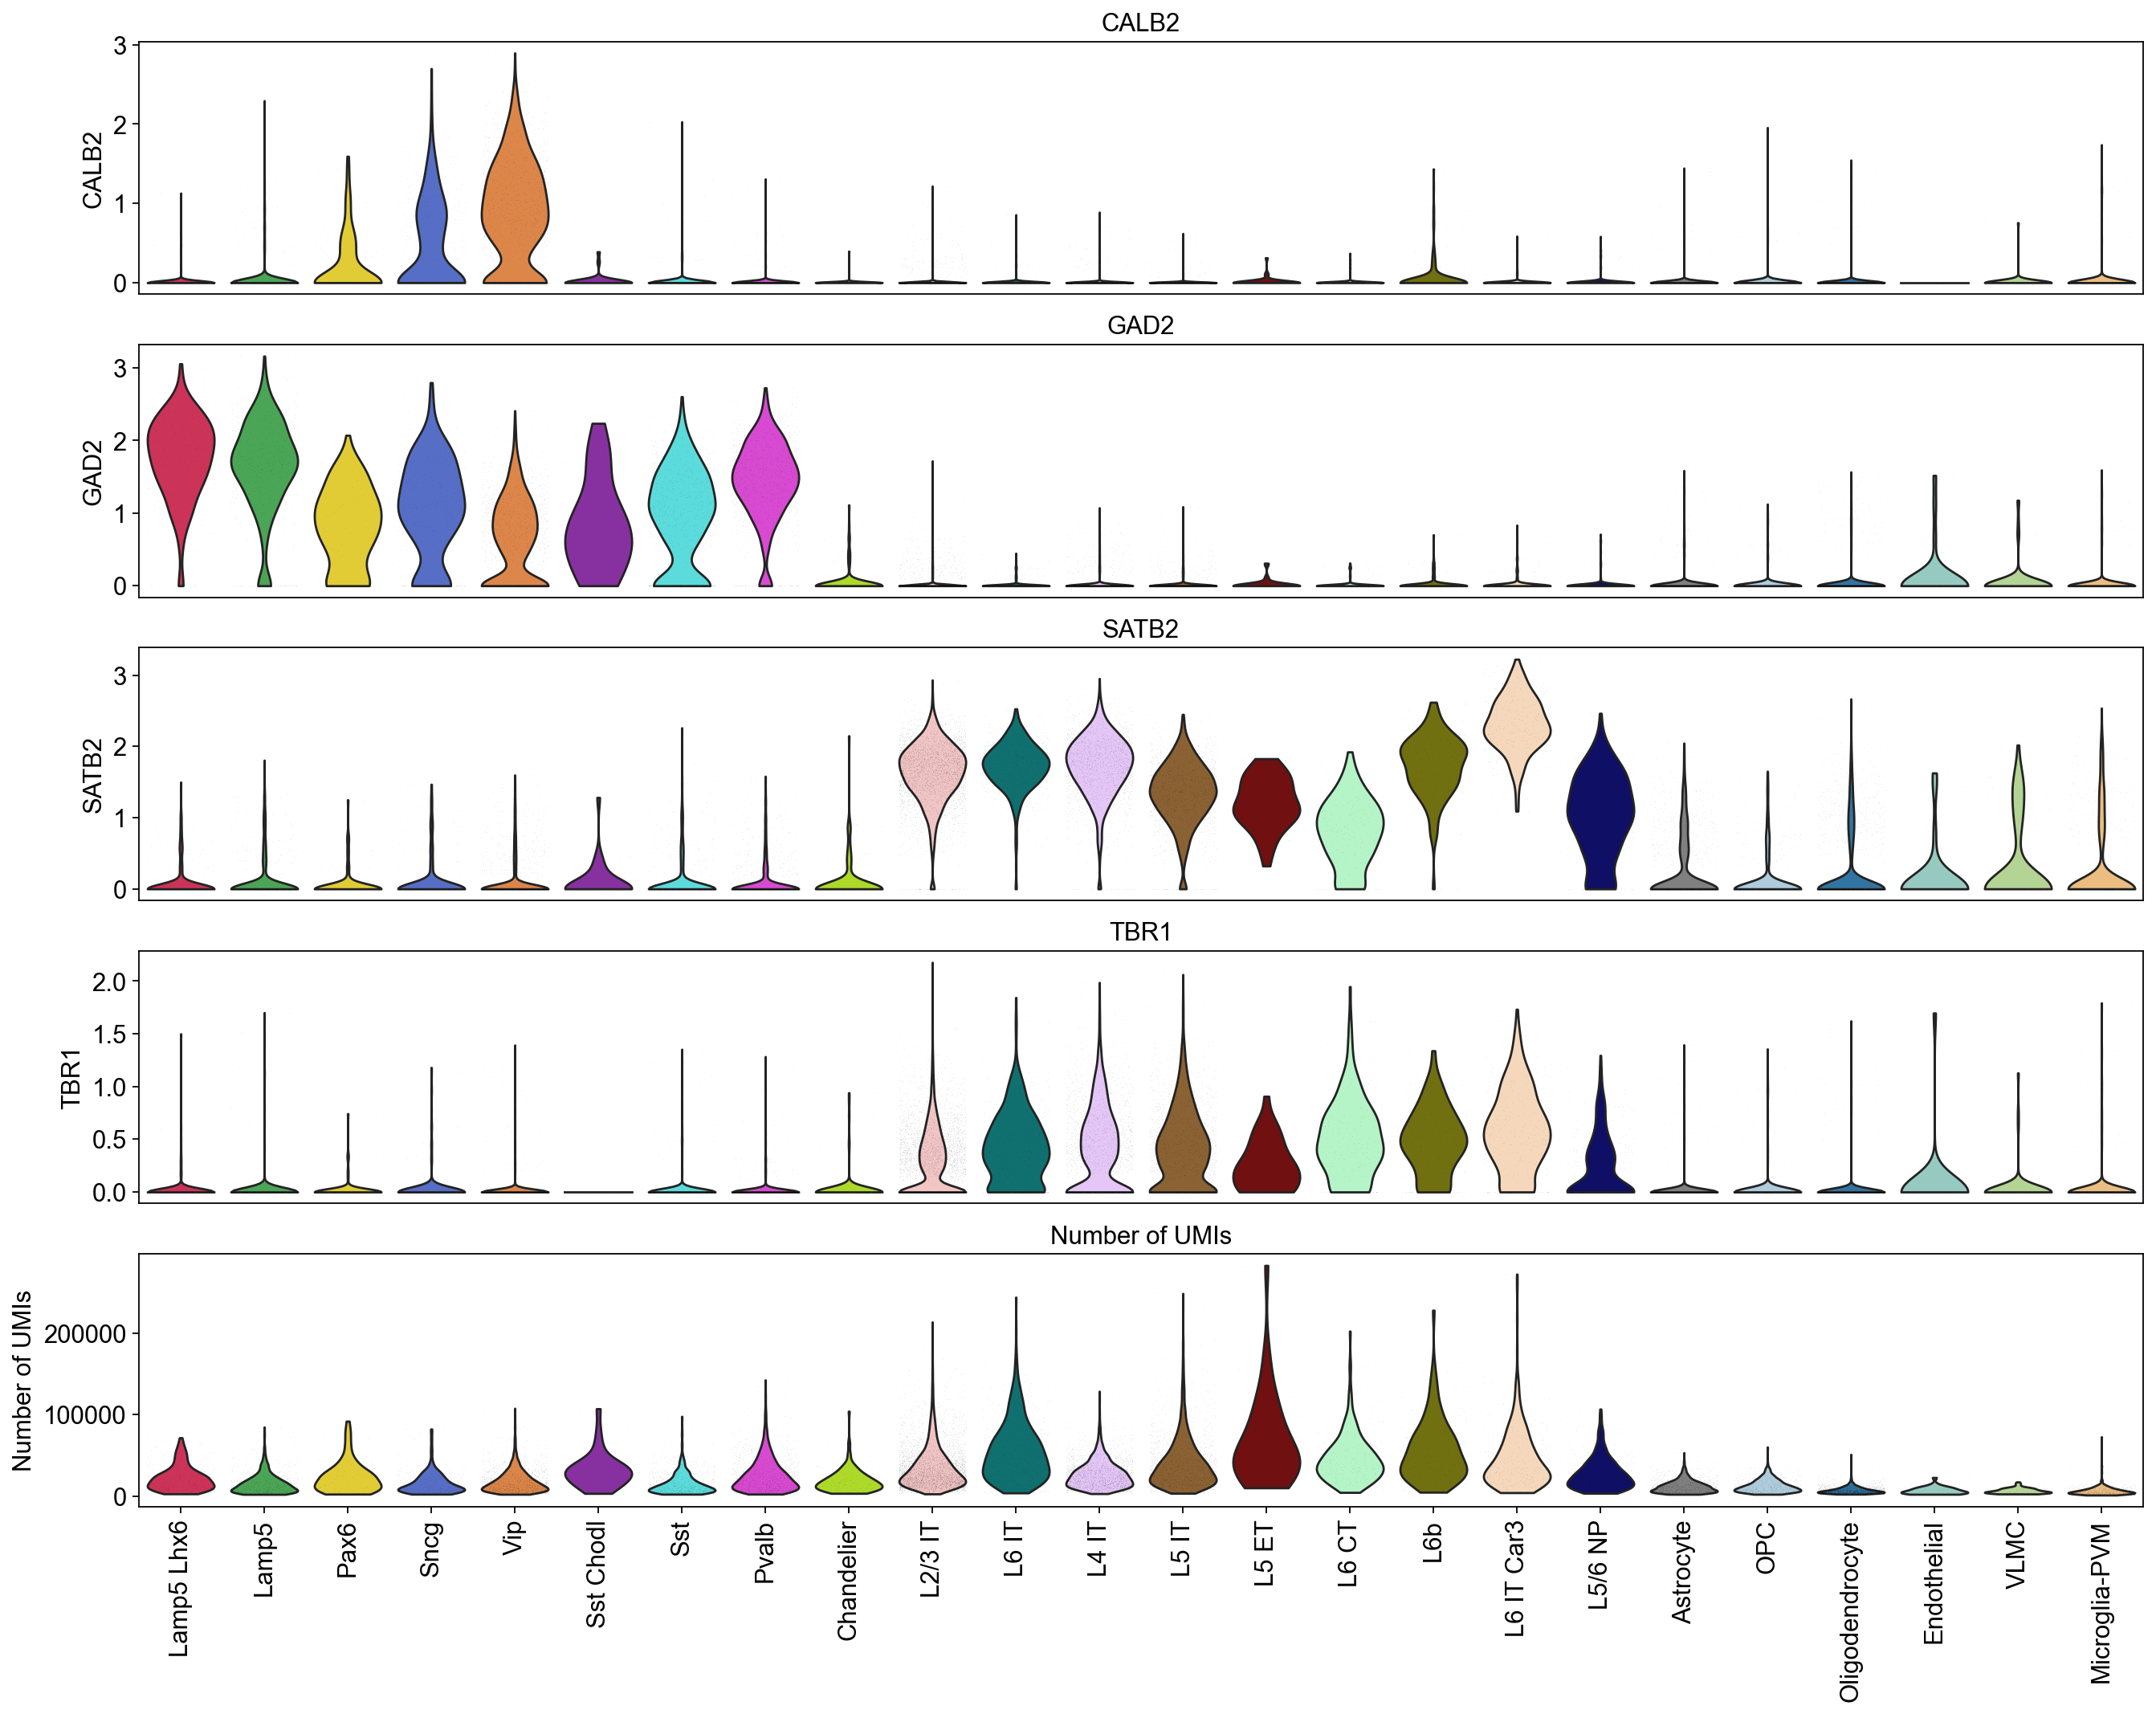 CALB2
CALB2
3
2
1
0
GAD2
GAD2
3
2
1
0
SATB2
SATB2
3
2
1
0
TBR1
TBR1
2.0
1.5
1.0
0.5
0.0
Number of UMIs
Number of UMIs
200000
100000
0
Lamp5 Lhx6
Lamp5
Pax6
Sncg
Vip
Sst Chodl
Sst
Pvalb
Chandelier
L2/3 IT
L6 IT
L4 IT
L5 IT
L5 ET
L6 CT
L6b
L6 IT Car3
L5/6 NP
Astrocyte
OPC
Oligodendrocyte
Endothelial
VLMC
Microglia-PVM